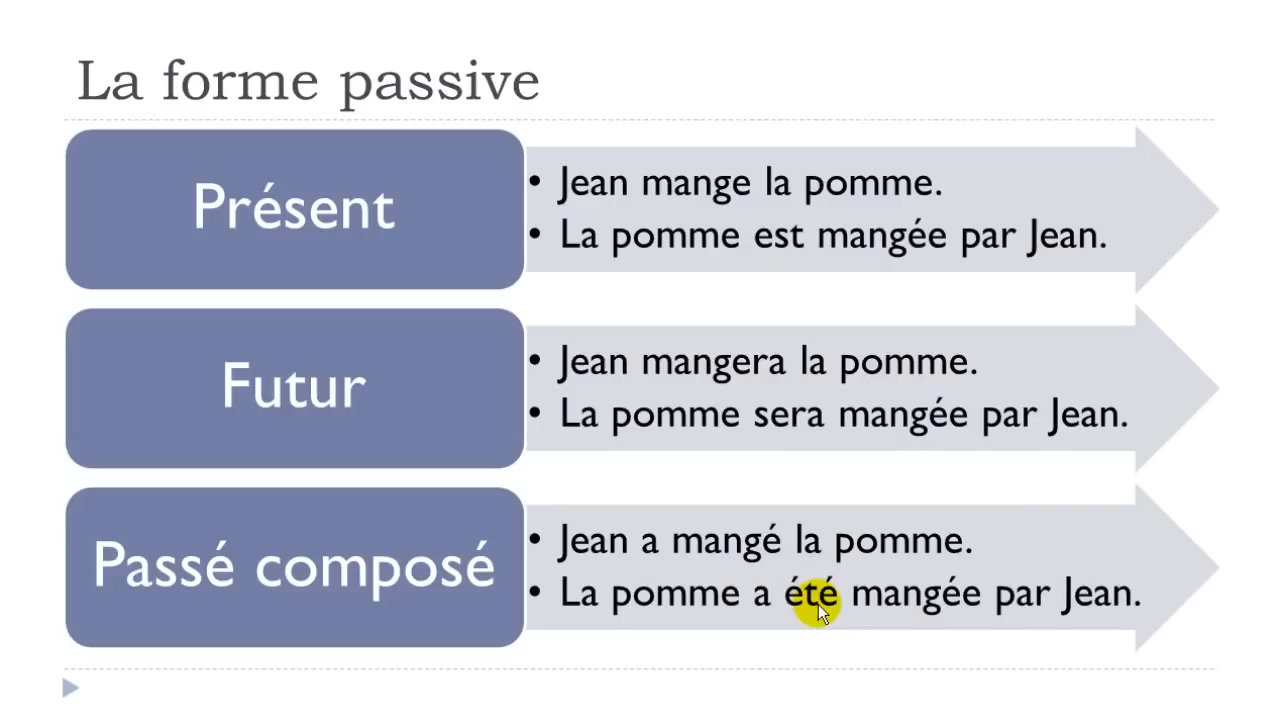 La forme passive
Présent
• Jean mange la pomme.
• La pomme est mangée par Jean.
Futur
• Jean mangera la pomme.
• La pomme sera mangée par Jean.
Passé composé
• Jean a mangé la pomme.
• La pomme a été mangée par Jean.